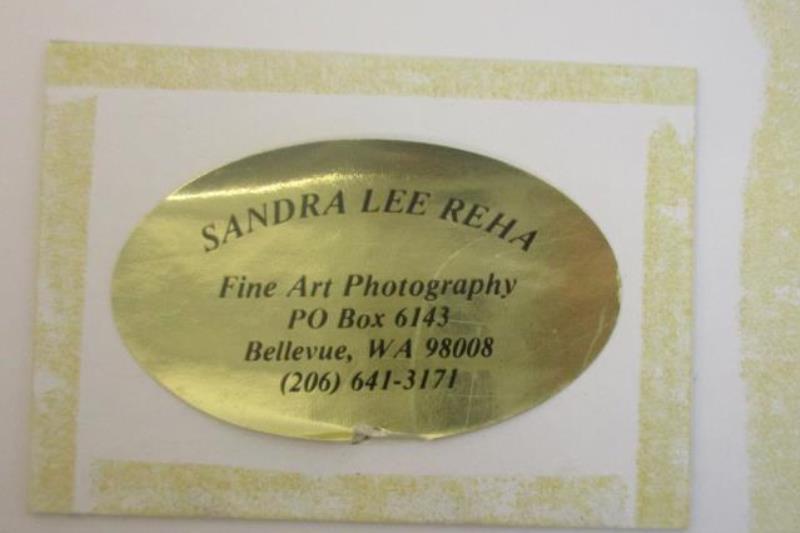 SANDRA LEE REHA
Fine Art Photography
PO Box 6143
Bellevue, WA 98008
(206) 641-3171